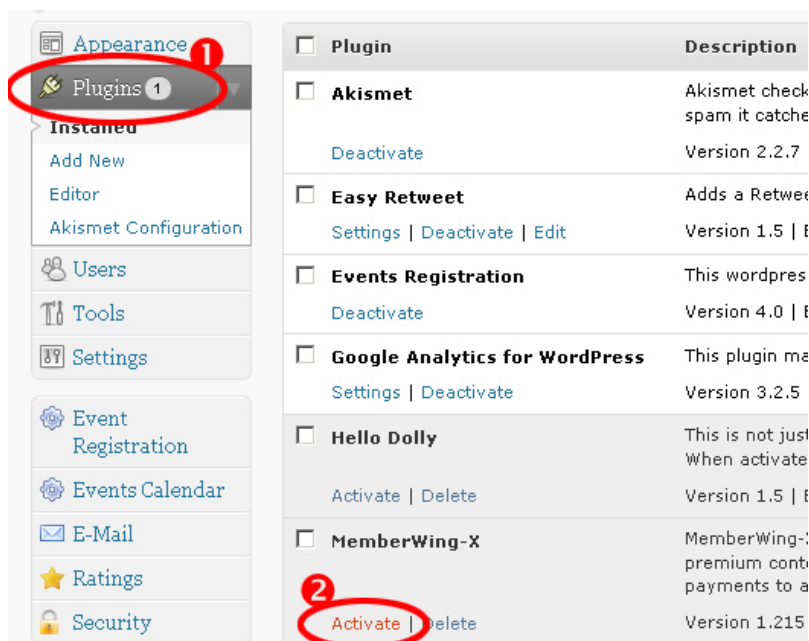 Appearance
1
Plugins 1
Installed
Add New
Editor
Akismet Configuration
Users
Tools
Settings
Event
Registration
Events Calendar
E-Mail
Ratings
Security
Plugin Description
Akismet Akismet check
spam it catche
Deactivate Version 2.2.7
Easy Retweet Adds a Retwee
Settings | Deactivate | Edit Version 1.5 |
Events Registration This wordpres
Deactivate Version 4.0 |
Google Analytics for WordPress This plugin ma
Settings | Deactivate Version 3.2.5
Hello Dolly This is not just
When activate
Activate | Delete Version 1.5 |
MemberWing-X MemberWing-
premium conte
2
payments to a
Activate | Delete Version 1.215